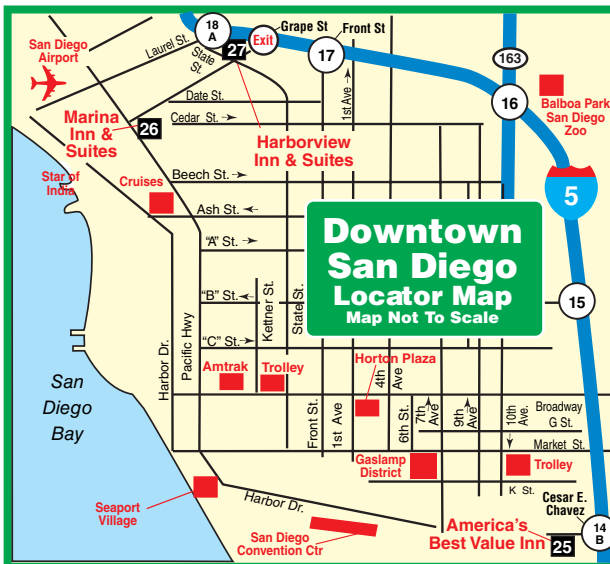 18
A
Grape St
Exit
27
17
Front St
San Diego
Airport
Laurel St.
State
St.
163
16
Balboa Park
San Diego
Zoo
1st Ave
Date St.
Cedar St.
Marina
Inn &
Suites
26
Harborview
Inn & Suites
Beech St.
Star of
India
Cruises
Ash St.
5
"A" St.
Downtown
San Diego
Locator Map
Map Not To Scale
"B" St.
Kettner St.
State St.
15
Harbor Dr.
Pacific Hwy
"C" St.
Amtrak
Trolley
Horton Plaza
4th
Ave
San
Diego
Bay
Front St.
1st Ave
6th St.
7th
Ave
9th
Ave
10th
Ave.
Broadway
G St.
Market St.
Gaslamp
District
Trolley
K St.
Seaport
Village
Harbor Dr.
San Diego
Convention Ctr
America's
Best Value Inn
25
Cesar E.
Chavez
14
B